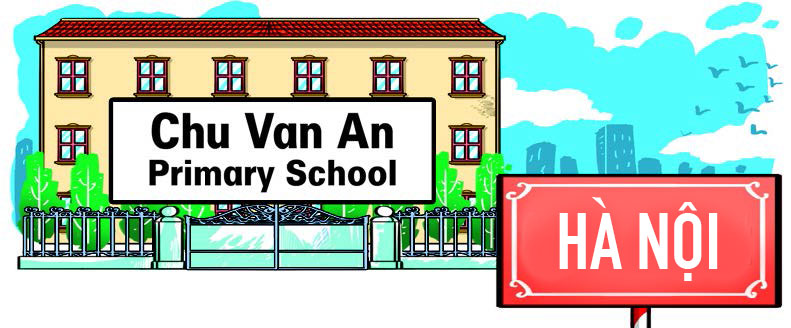 Chu Van An
Primary School
HÀ NỘI